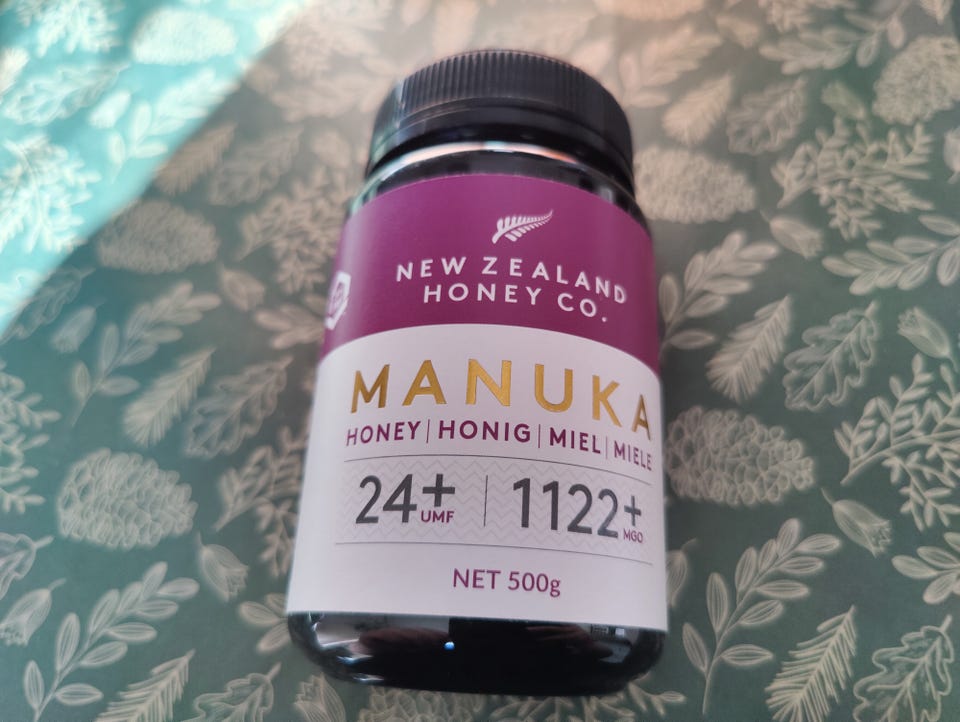 NEW ZEALAND
HONEY CO.
MANUKA
HONEY | HONIG | MIEL | MIELE
24+ UMF | 1122+ MGO
NET 500g